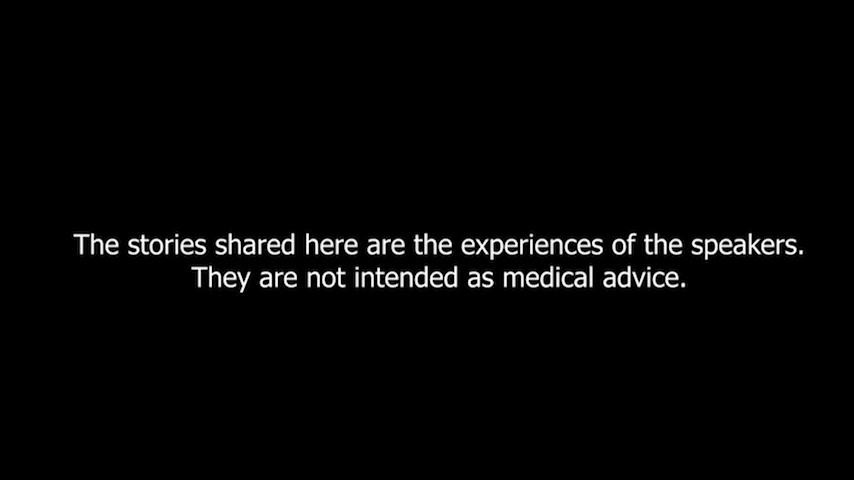 The stories shared here are the experiences of the speakers.
They are not intended as medical advice.